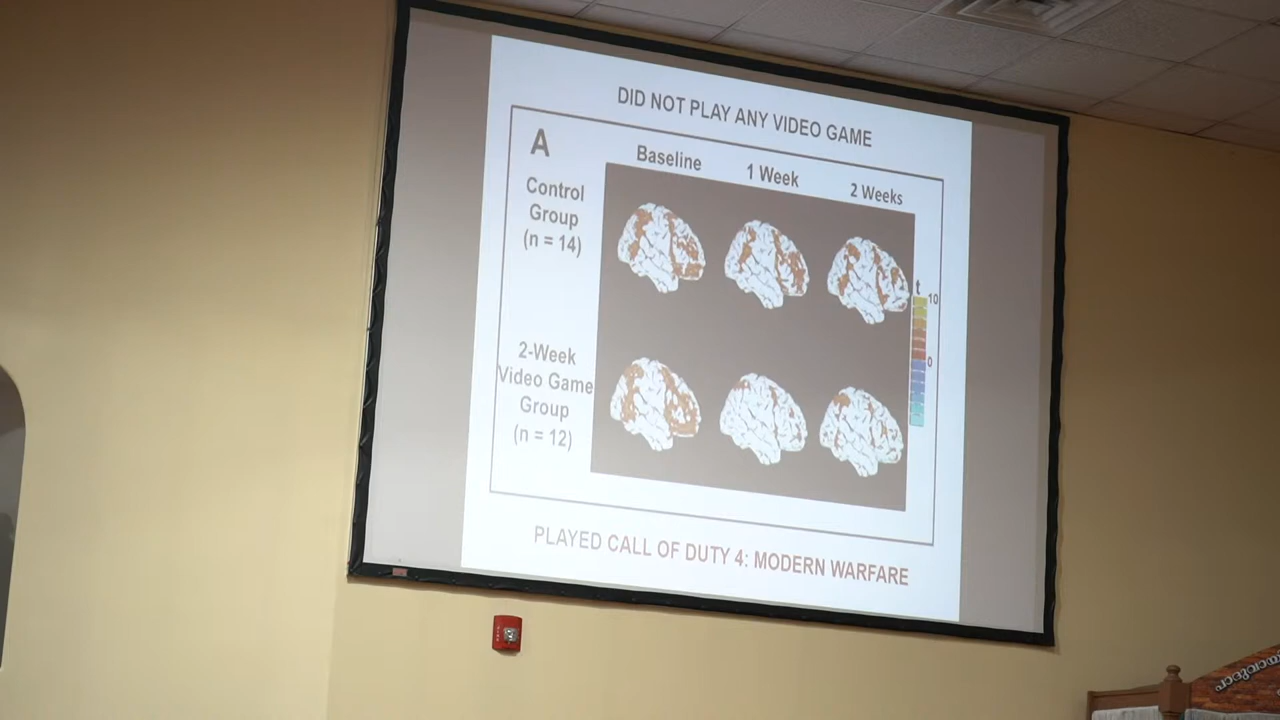 DID NOT PLAY ANY VIDEO GAME
A
Baseline
1 Week
2 Weeks
Control
Group
(n = 14)
t
10
0
2-Week
Video Game
Group
(n = 12)
PLAYED CALL OF DUTY 4: MODERN WARFARE